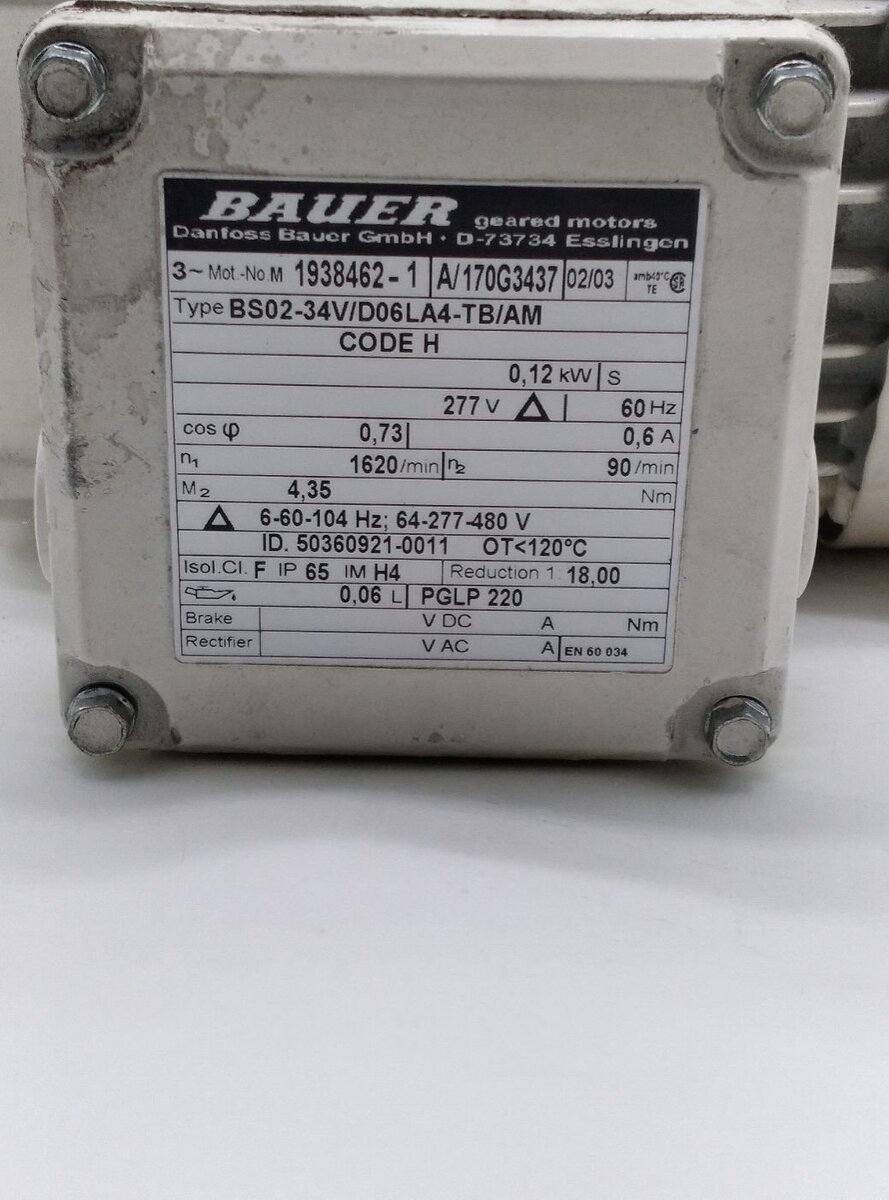 BAUER geared motors
Danfoss Bauer GmbH · D-73734 Esslingen
3~ Mot.-No.M 1938462-1 A/170G3437 02/03 amb40°C
TE
Type BS02-34V/D06LA4-TB/AM
CODE H
0,12 kW S
277 V Δ 60 Hz
cos φ 0,73 0,6 A
n1 1620/min n2 90/min
M2 4,35 Nm
Δ 6-60-104 Hz; 64-277-480 V
ID. 50360921-0011 OT<120°C
Isol.Cl. F IP 65 IM H4 Reduction 1: 18,00
0,06 L PGLP 220
Brake V DC A Nm
Rectifier V AC A EN 60 034